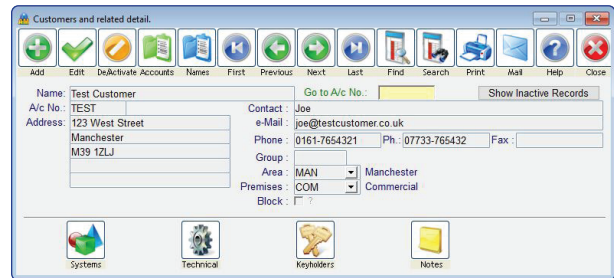 Customers and related detail.
Add Edit De/Activate Accounts Names First Previous Next Last Find Search Print Mail Help Close
Name: Test Customer Go to A/c No.: Show Inactive Records
A/c No.: TEST Contact : Joe
Address: 123 West Street e-Mail : joe@testcustomer.co.uk
Manchester Phone : 0161-7654321 Ph.: 07733-765432 Fax :
M39 1ZLJ
Group :
Area : MAN Manchester
Premises : COM Commercial
Block : ?
Systems Technical Keyholders Notes